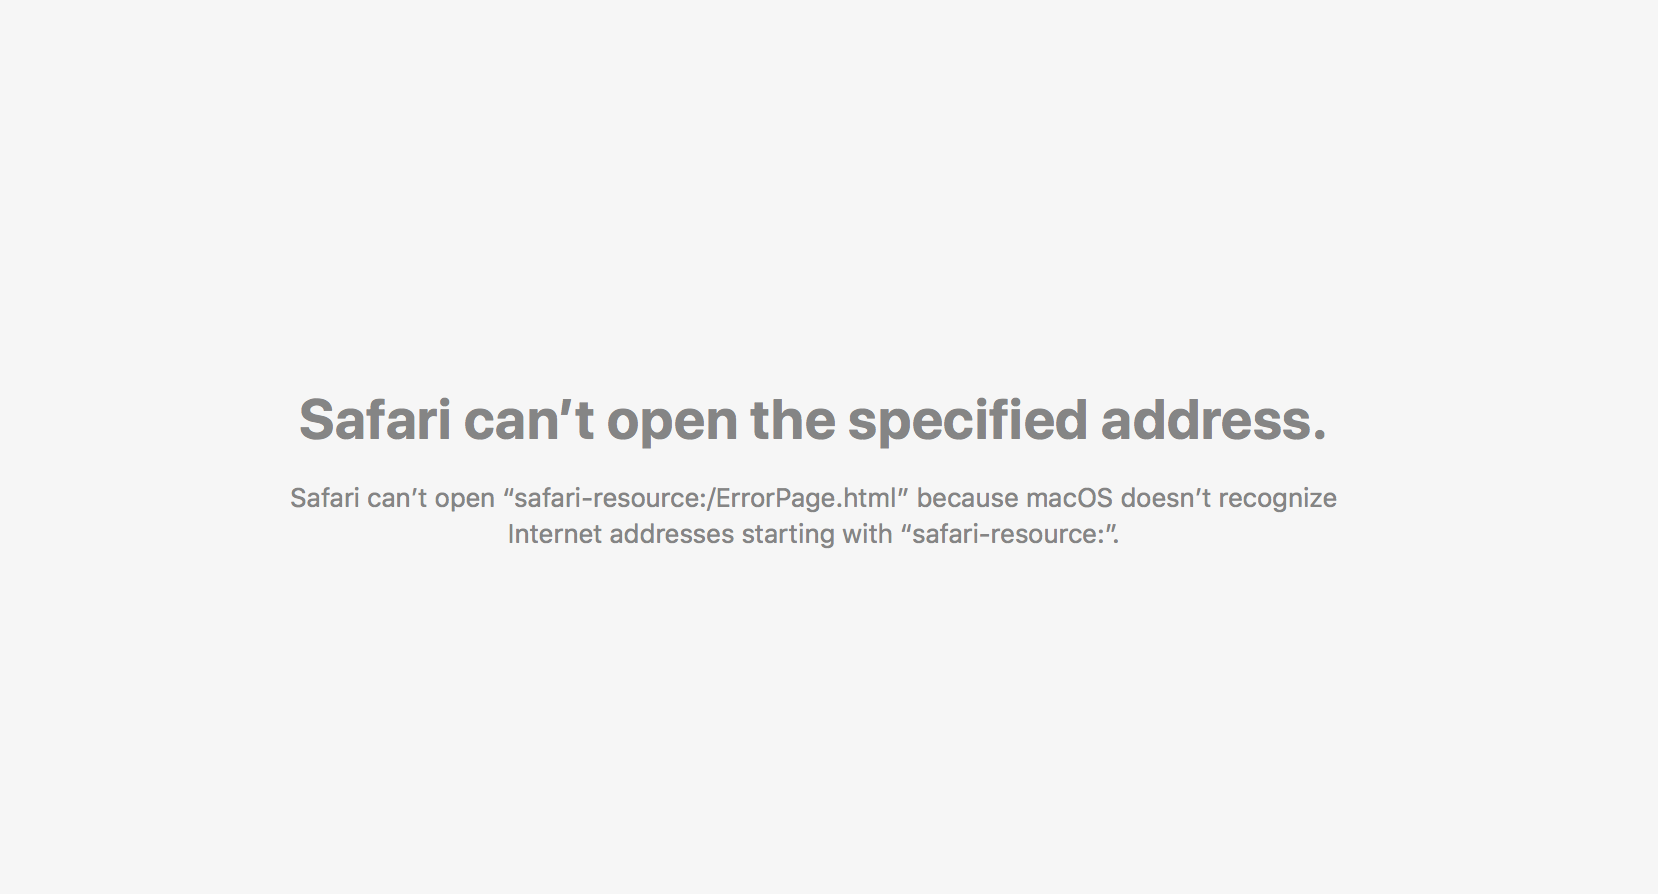 Safari can’t open the specified address.
Safari can’t open “safari-resource:/ErrorPage.html” because macOS doesn’t recognize
Internet addresses starting with “safari-resource:”.